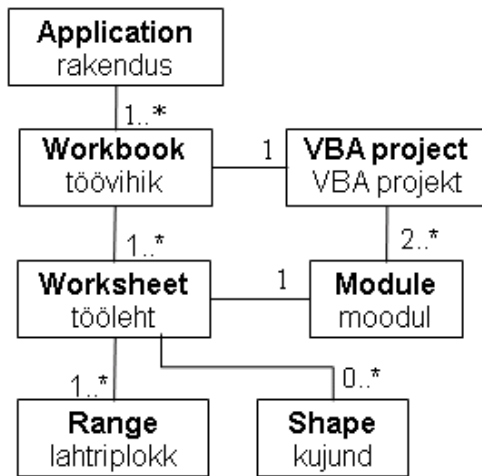 Application
rakendus
1..*
Workbook
töövihik
1
VBA project
VBA projekt
1..*
2..*
Worksheet
tööleht
1
Module
moodul
1..*
0..*
Range
lahtriplokk
Shape
kujund